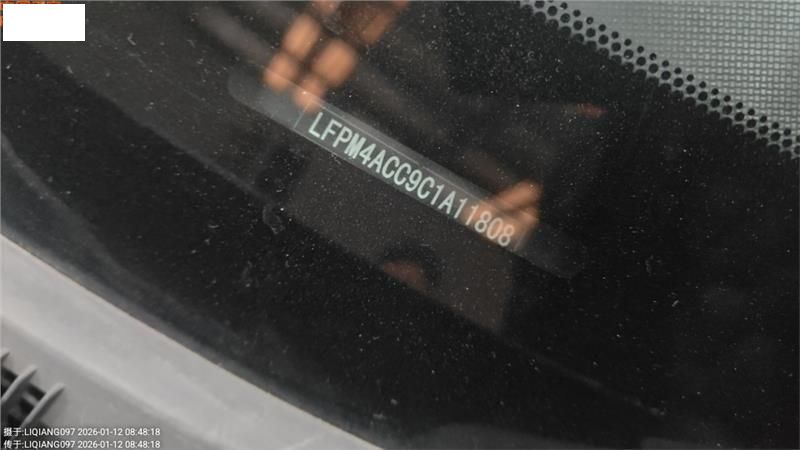 LFPM4ACC9C1A11808
摄于:LIQIANG097 2026-01-12 08:48:18
传于:LIQIANG097 2026-01-12 08:48:18